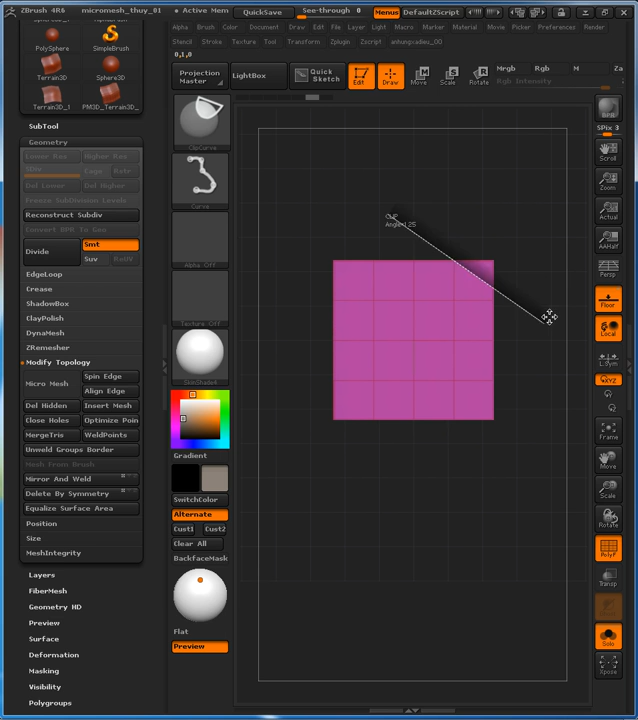 ZBrush 4R6 micromesh_thuy_01 • Active Mem QuickSave See-through 0 Menus DefaultZScript
Alpha Brush Color Document Draw Edit File Layer Light Macro Marker Material Movie Picker Preferences Render
Stencil Stroke Texture Tool Transform Zplugin Zscript
0,1,0
Projection
Master
LightBox
Quick
Sketch
Edit
Draw
Move
Scale
Rotate
Mrgb Rgb M Za
Rgb Intensity
PolySphere
SimpleBrush
Terrain3D
Sphere3D
Terrain3D_1
PM3D_Terrain3D_
SubTool
Geometry
Lower Res
Higher Res
SDiv
Cage
Rstr
Del Lower
Del Higher
Freeze SubDivision Levels
Reconstruct Subdiv
Convert BPR To Geo
Divide
Smt
Suv
ReUV
EdgeLoop
Crease
ShadowBox
ClayPolish
DynaMesh
ZRemesher
Modify Topology
Micro Mesh
Spin Edge
Align Edge
Del Hidden
Insert Mesh
Close Holes
Optimize Poin
MergeTris
WeldPoints
Unweld Groups Border
Mesh From Brush
Mirror And Weld
Delete By Symmetry
Equalize Surface Area
Position
Size
MeshIntegrity
Layers
FiberMesh
Geometry HD
Preview
Surface
Deformation
Masking
Visibility
Polygroups
ClipCurve
Curve
Alpha Off
Texture Off
SkinShade4
Gradient
SwitchColor
Alternate
Cust1
Cust2
Clear All
BackfaceMask
Flat
Preview
CLIP
Angle=125
BPR
SPix 3
Scroll
Zoom
Actual
AAHalf
Persp
Floor
Local
L.Sym
XYZ
Frame
Move
Scale
Rotate
PolyF
Transp
Solo
Xpose